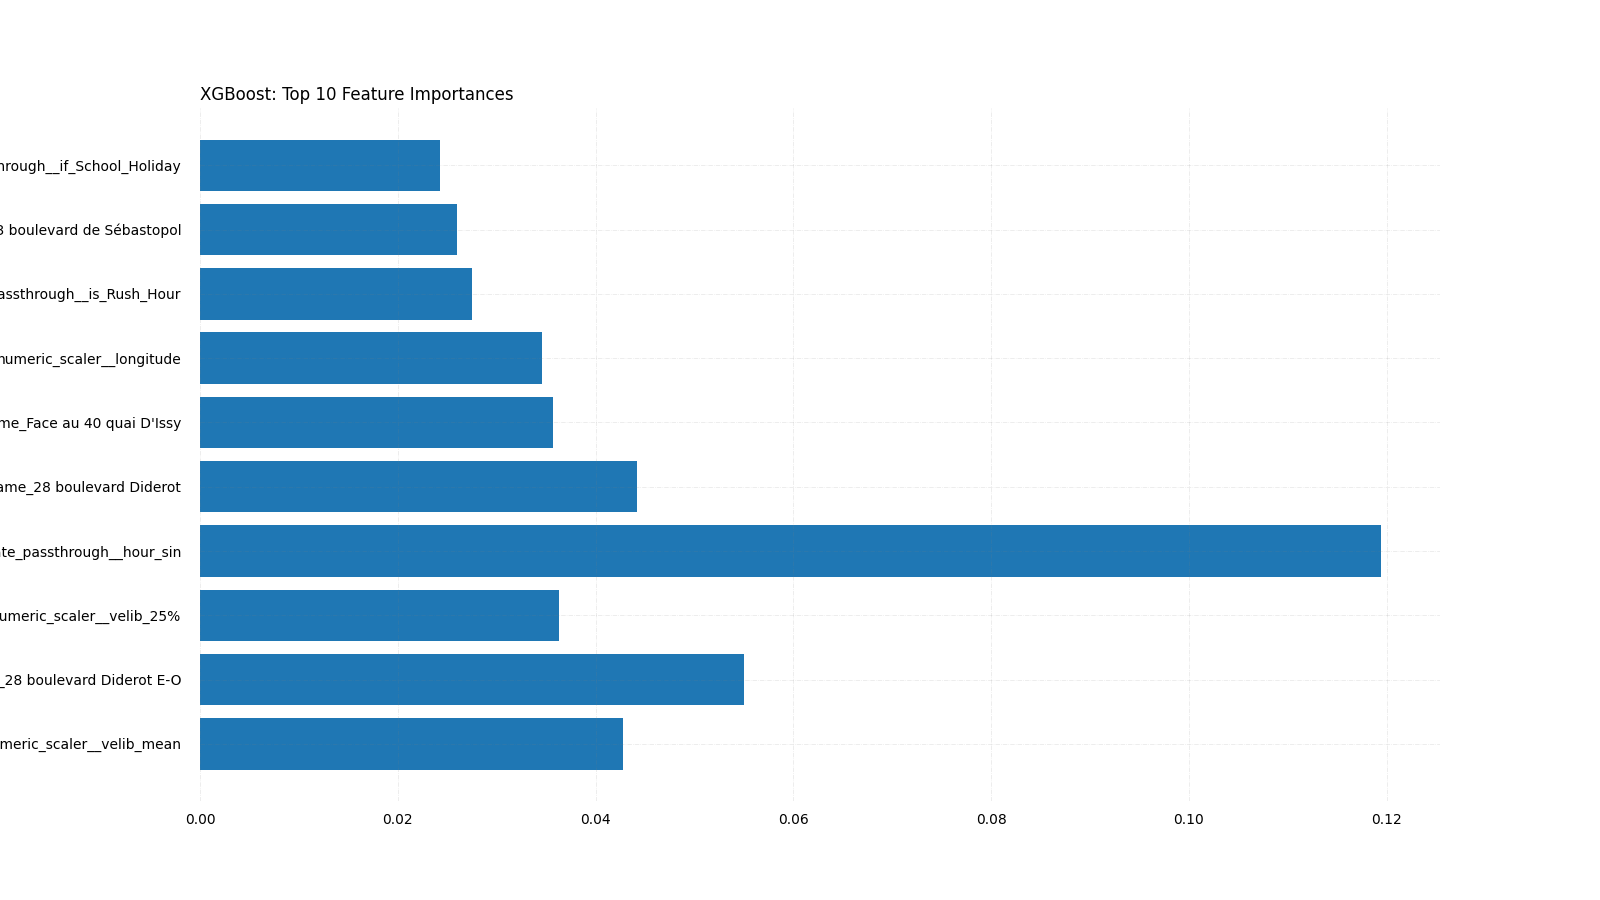 XGBoost: Top 10 Feature Importances
hrough__if_School_Holiday
3 boulevard de Sébastopol
assthrough__is_Rush_Hour
numeric_scaler__longitude
me_Face au 40 quai D'Issy
ame_28 boulevard Diderot
te_passthrough__hour_sin
umeric_scaler__velib_25%
_28 boulevard Diderot E-O
meric_scaler__velib_mean
0.00 0.02 0.04 0.06 0.08 0.10 0.12